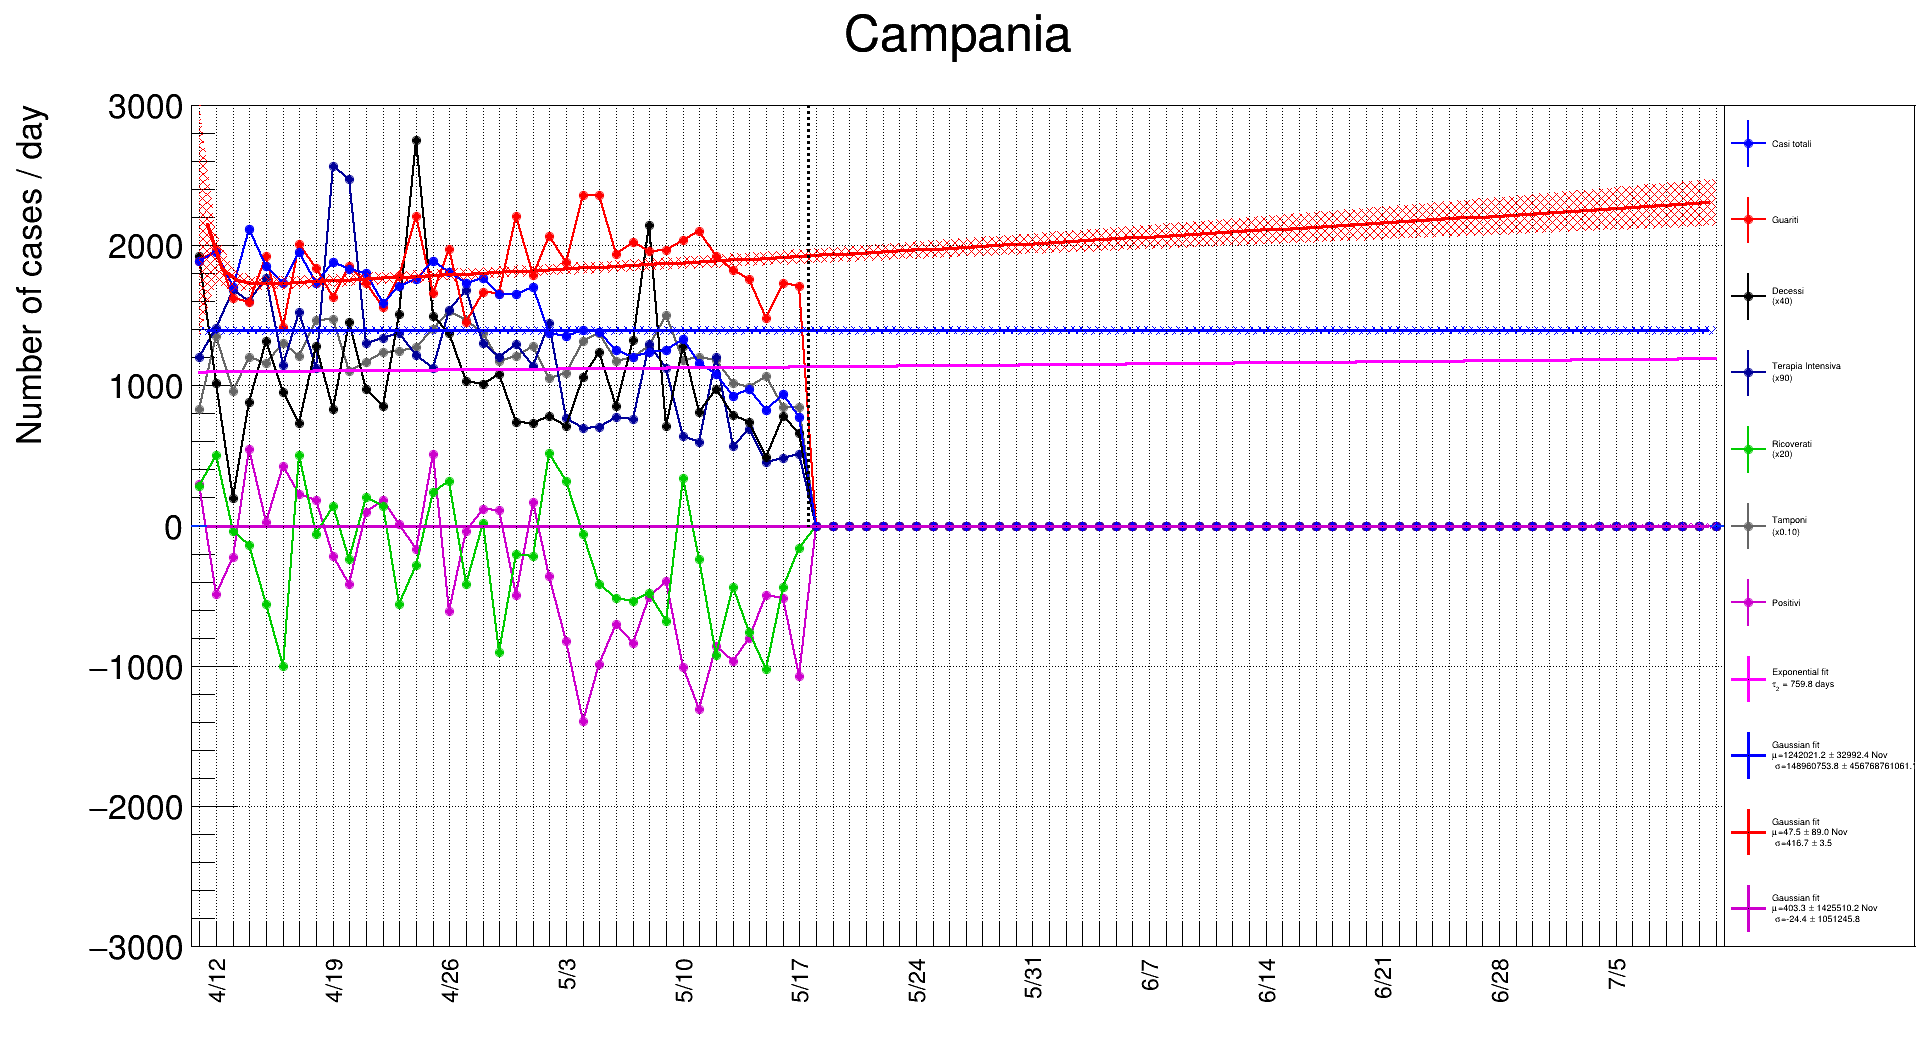 Campania
Number of cases / day
3000
2000
1000
0
−1000
−2000
−3000
4/12
4/19
4/26
5/3
5/10
5/17
5/24
5/31
6/7
6/14
6/21
6/28
7/5
Casi totali
Guariti
Decessi
(x40)
Terapia Intensiva
(x90)
Ricoverati
(x20)
Tamponi
(x0.10)
Positivi
Exponential fit
τ2 = 759.8 days
Gaussian fit
μ=1242021.2 ± 32992.4 Nov
σ=148960753.8 ± 456768761061.
Gaussian fit
μ=47.5 ± 89.0 Nov
σ=416.7 ± 3.5
Gaussian fit
μ=403.3 ± 1425510.2 Nov
σ=-24.4 ± 1051245.8